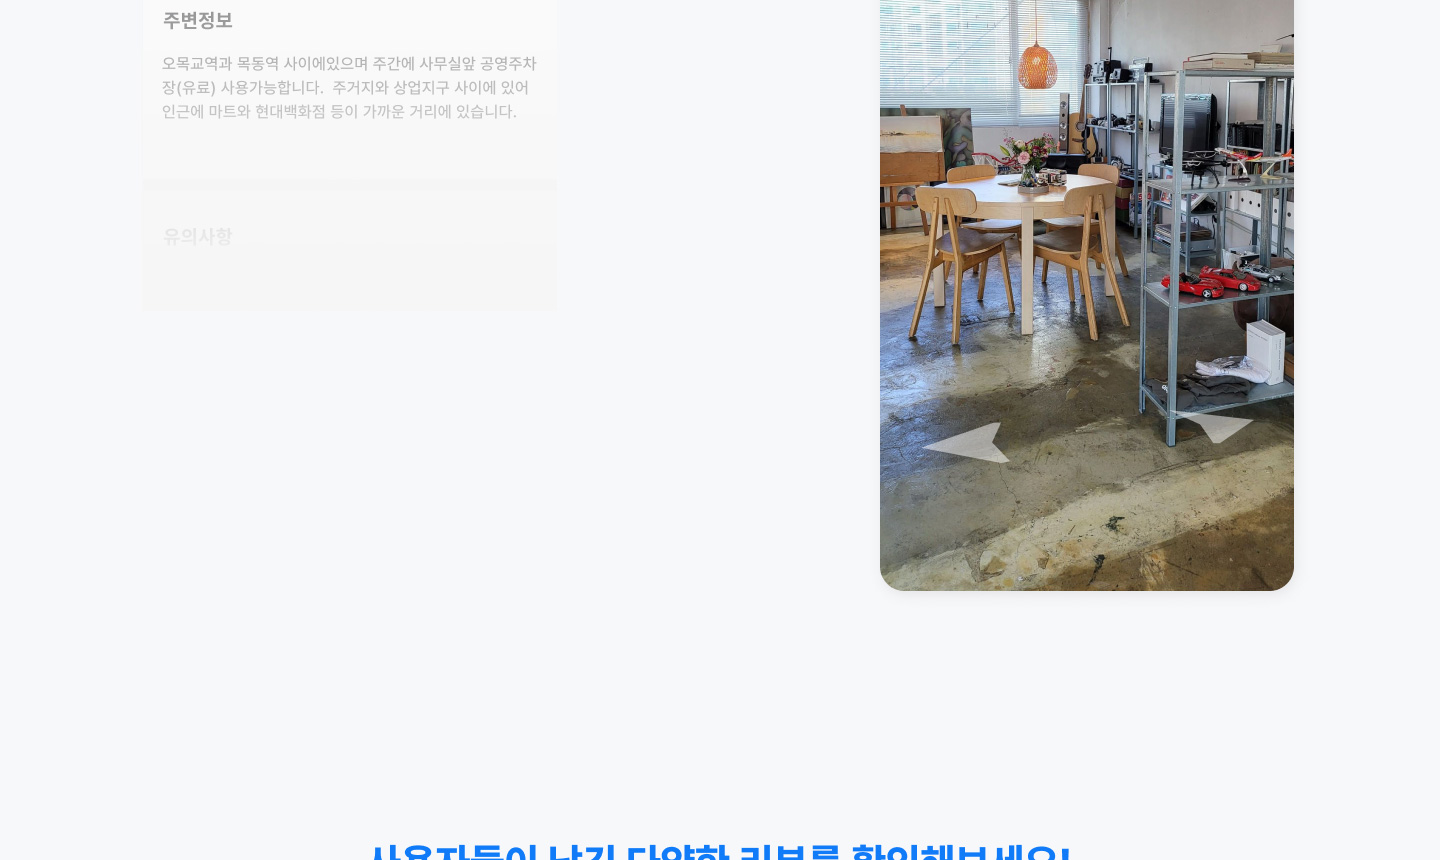 주변정보
오목교역과 목동역 사이에있으며 주간에 사무실앞 공영주차
장(유료) 사용가능합니다.  주거지와 상업지구 사이에 있어
인근에 마트와 현대백화점 등이 가까운 거리에 있습니다.
유의사항
사용자들이 남긴 다양한 리뷰를 확인해보세요!